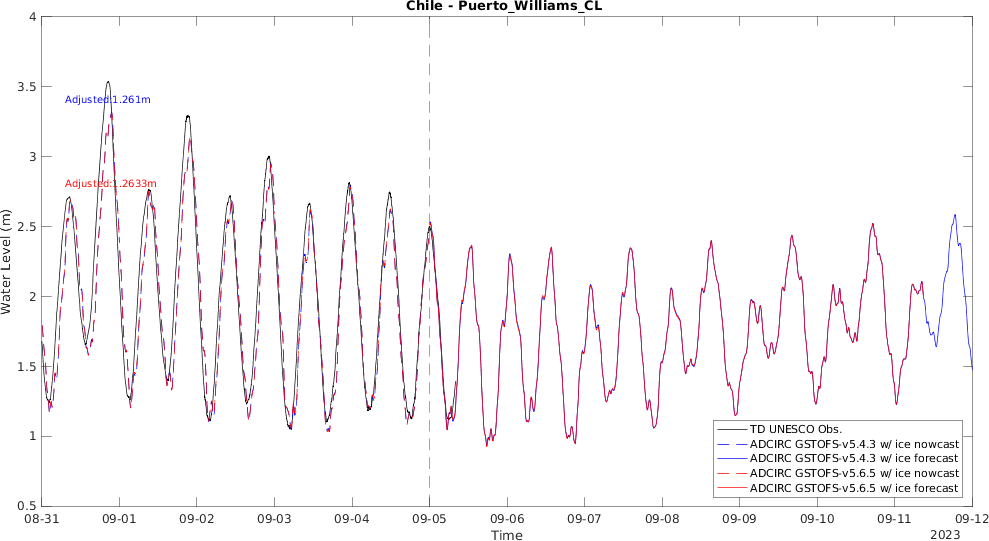 Chile - Puerto_Williams_CL
4
3.5
3
2.5
2
1.5
1
0.5
Water Level (m)
Adjusted:1.261m
Adjusted:1.2633m
TD UNESCO Obs.
ADCIRC GSTOFS-v5.4.3 w/ ice nowcast
ADCIRC GSTOFS-v5.4.3 w/ ice forecast
ADCIRC GSTOFS-v5.6.5 w/ ice nowcast
ADCIRC GSTOFS-v5.6.5 w/ ice forecast
08-31 09-01 09-02 09-03 09-04 09-05 09-06 09-07 09-08 09-09 09-10 09-11 09-12
Time
2023